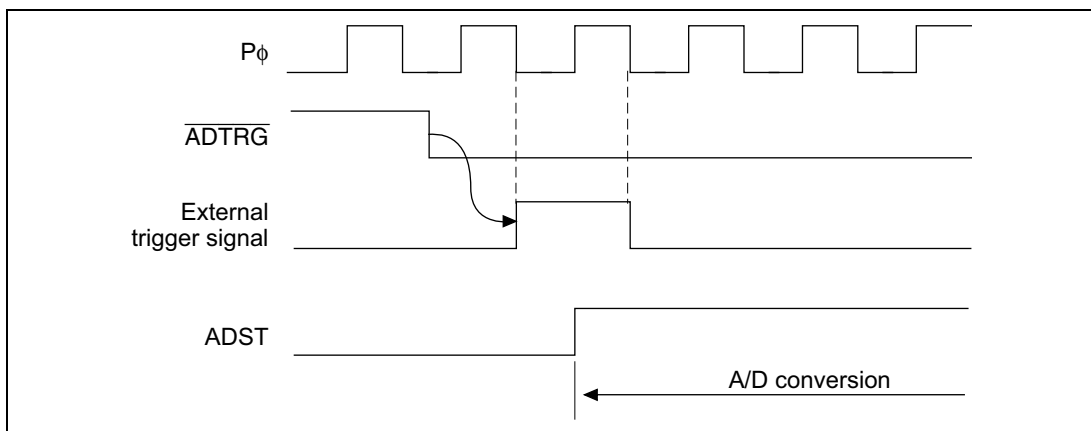 Pϕ
ADTRG
External
trigger signal
ADST
A/D conversion